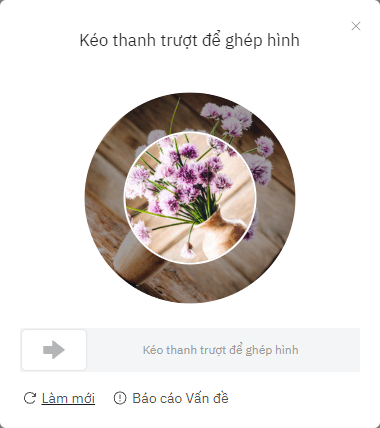 Kéo thanh trượt để ghép hình
Kéo thanh trượt để ghép hình
Làm mới
Báo cáo Vấn đề